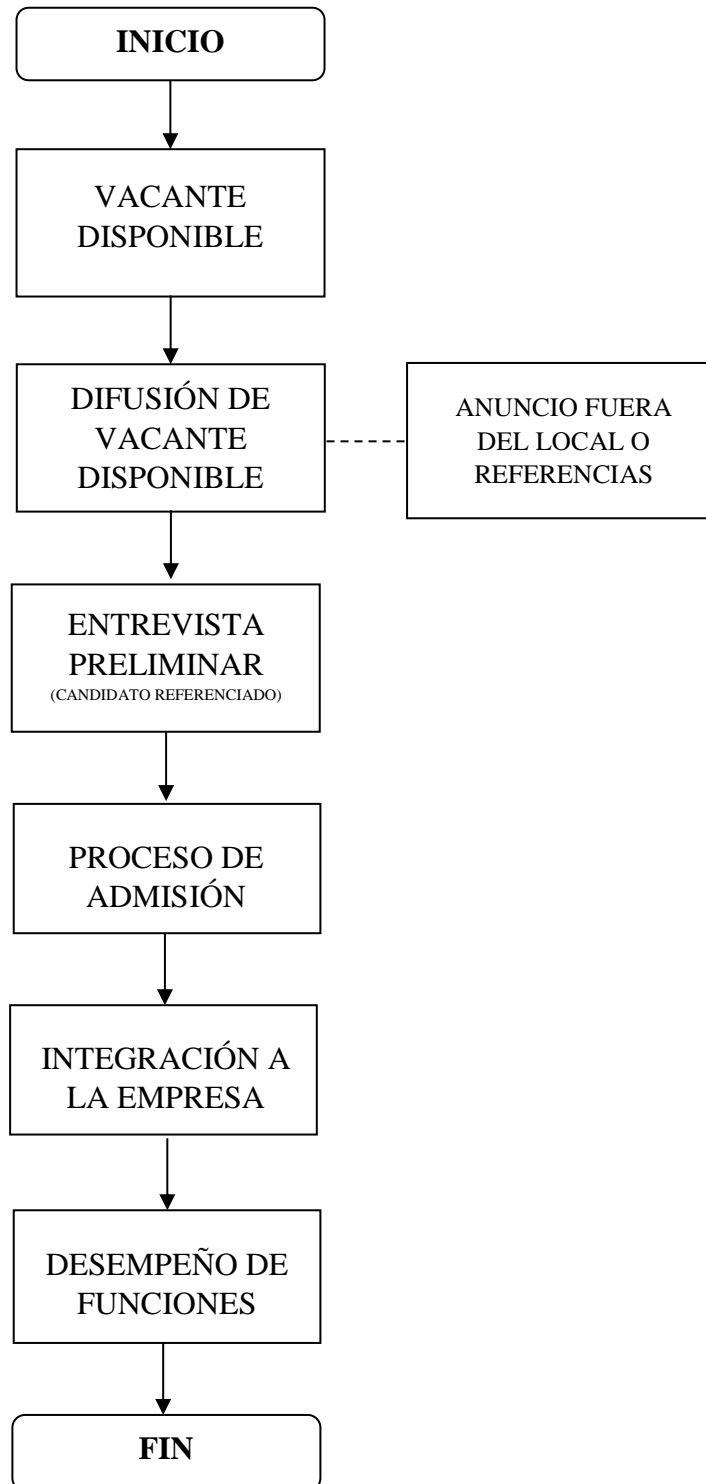 INICIO
VACANTE
DISPONIBLE
DIFUSIÓN DE
VACANTE
DISPONIBLE
ANUNCIO FUERA
DEL LOCAL O
REFERENCIAS
ENTREVISTA
PRELIMINAR
(CANDIDATO REFERENCIADO)
PROCESO DE
ADMISIÓN
INTEGRACIÓN A
LA EMPRESA
DESEMPEÑO DE
FUNCIONES
FIN